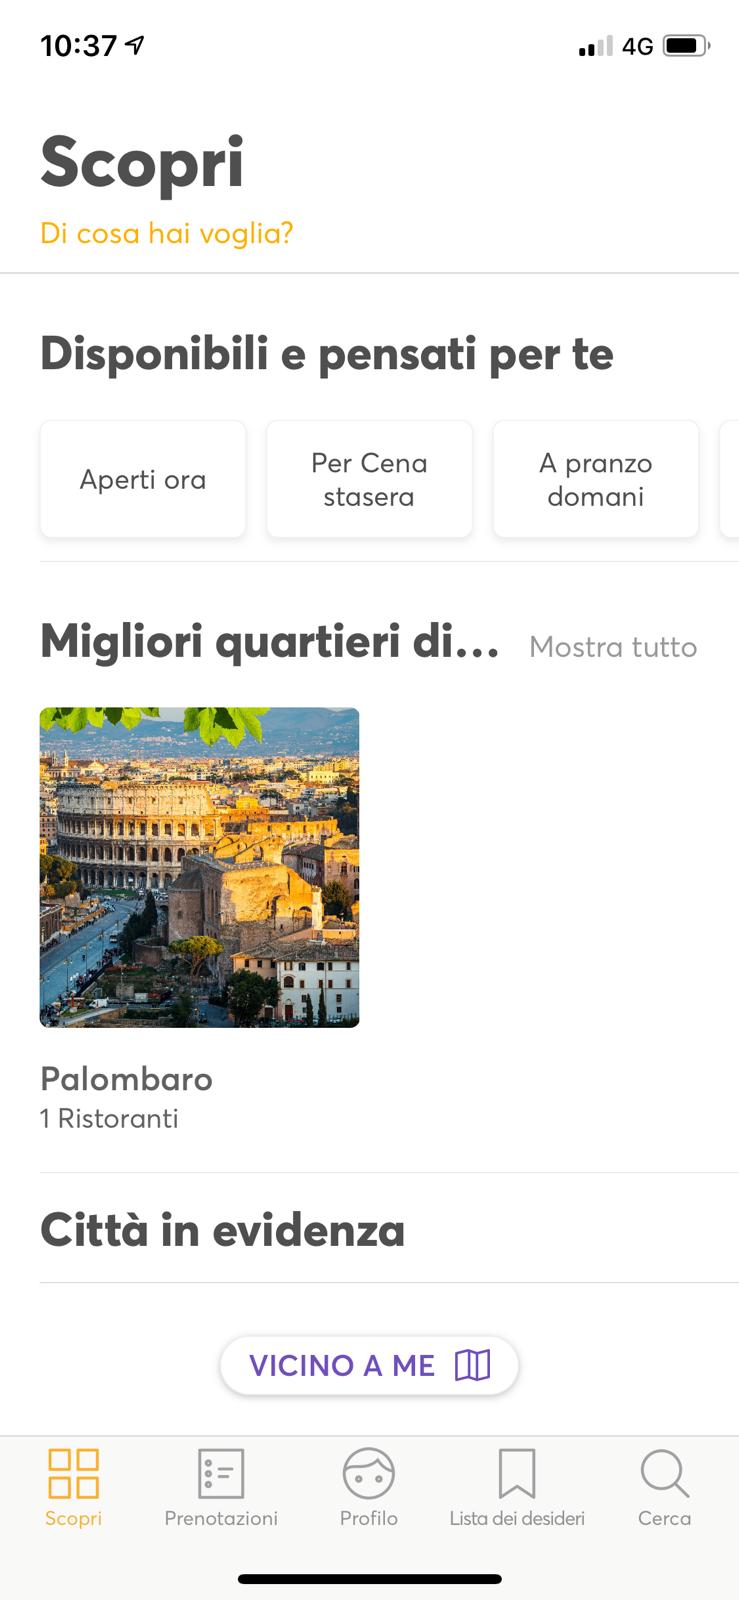 10:37
4G
Scopri
Di cosa hai voglia?
Disponibili e pensati per te
Aperti ora
Per Cena
stasera
A pranzo
domani
Migliori quartieri di...
Mostra tutto
Palombaro
1 Ristoranti
Città in evidenza
VICINO A ME
Scopri
Prenotazioni
Profilo
Lista dei desideri
Cerca